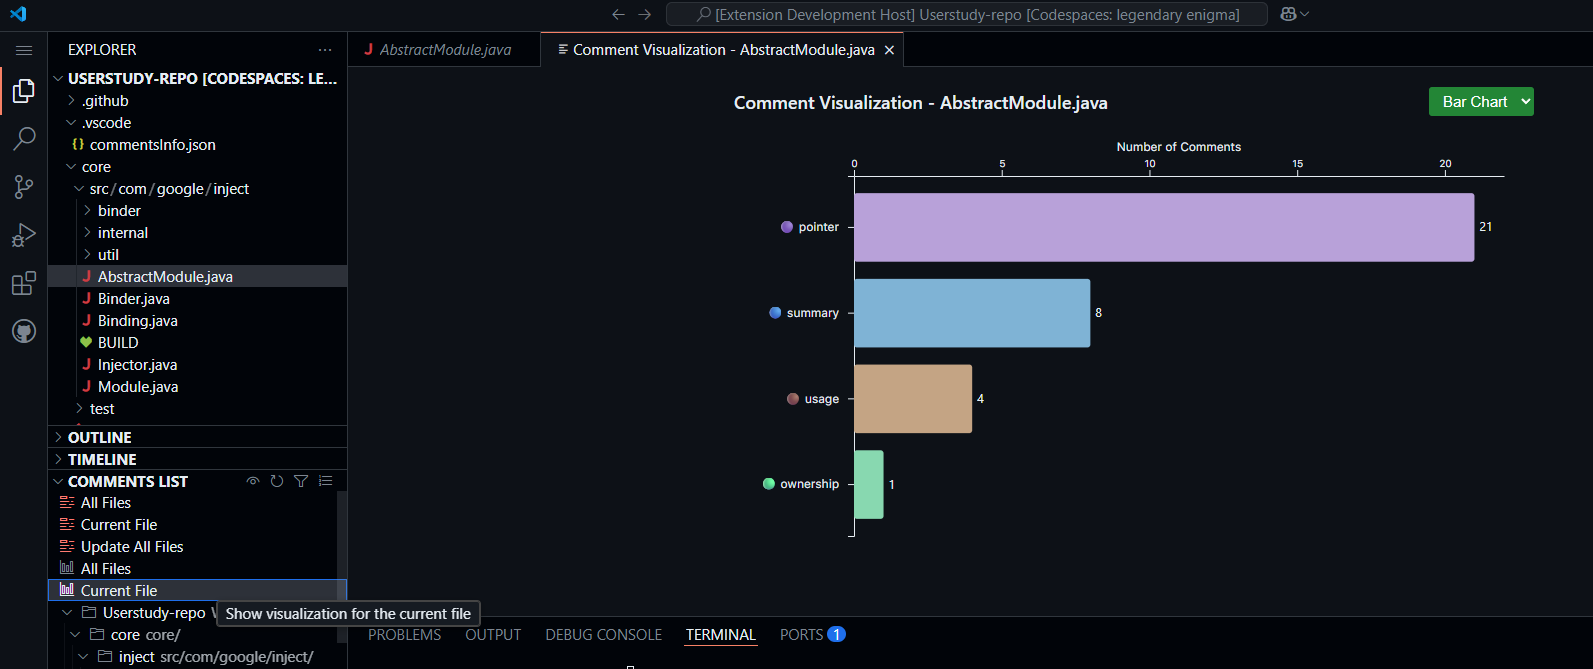 [Extension Development Host] Userstudy-repo [Codespaces: legendary enigma]
EXPLORER
USERSTUDY-REPO [CODESPACES: LE...
.github
.vscode
{} commentsInfo.json
core
src/com/google/inject
binder
internal
util
J AbstractModule.java
J Binder.java
J Binding.java
BUILD
J Injector.java
J Module.java
test
OUTLINE
TIMELINE
COMMENTS LIST
All Files
Current File
Update All Files
All Files
Current File
Userstudy-repo
Show visualization for the current file
core core/
inject src/com/google/inject/
J AbstractModule.java
Comment Visualization - AbstractModule.java
Comment Visualization - AbstractModule.java
Bar Chart
Number of Comments
0 5 10 15 20
pointer 21
summary 8
usage 4
ownership 1
PROBLEMS OUTPUT DEBUG CONSOLE TERMINAL PORTS 1